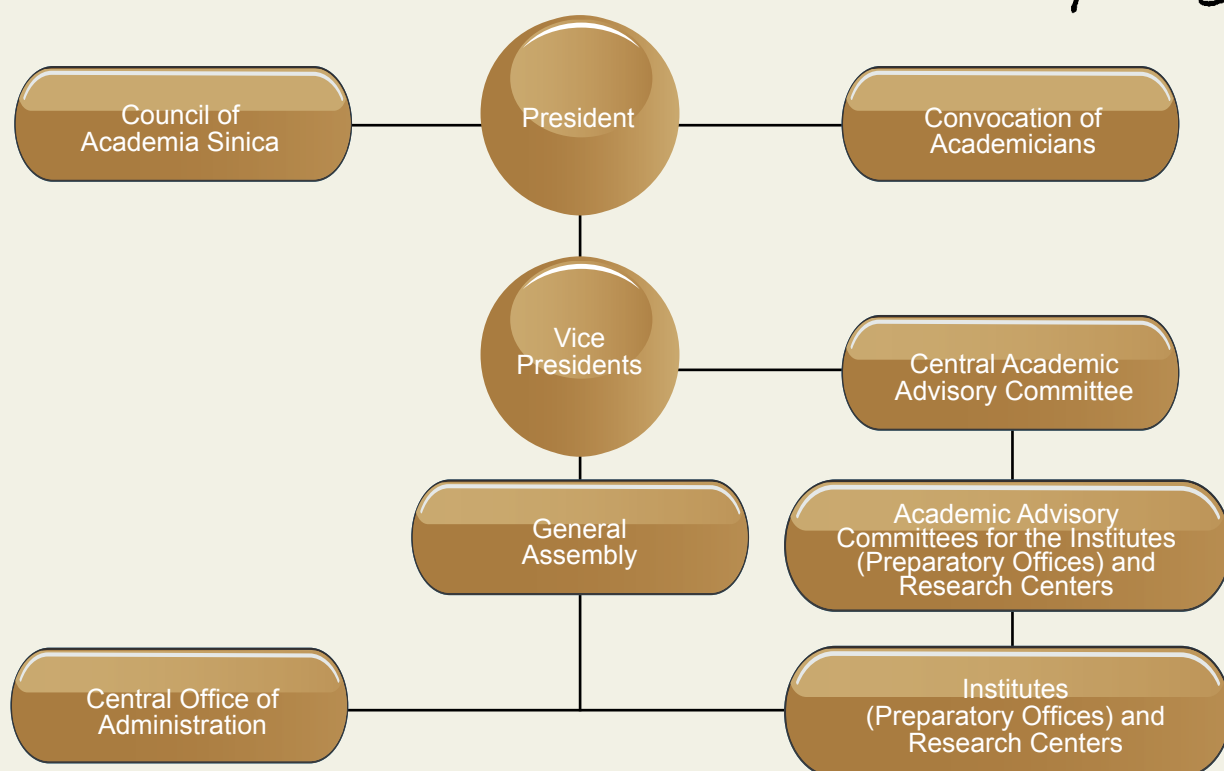 Council of
Academia Sinica
President
Convocation of
Academicians
Vice
Presidents
Central Academic
Advisory Committee
General
Assembly
Academic Advisory
Committees for the Institutes
(Preparatory Offices) and
Research Centers
Central Office of
Administration
Institutes
(Preparatory Offices) and
Research Centers